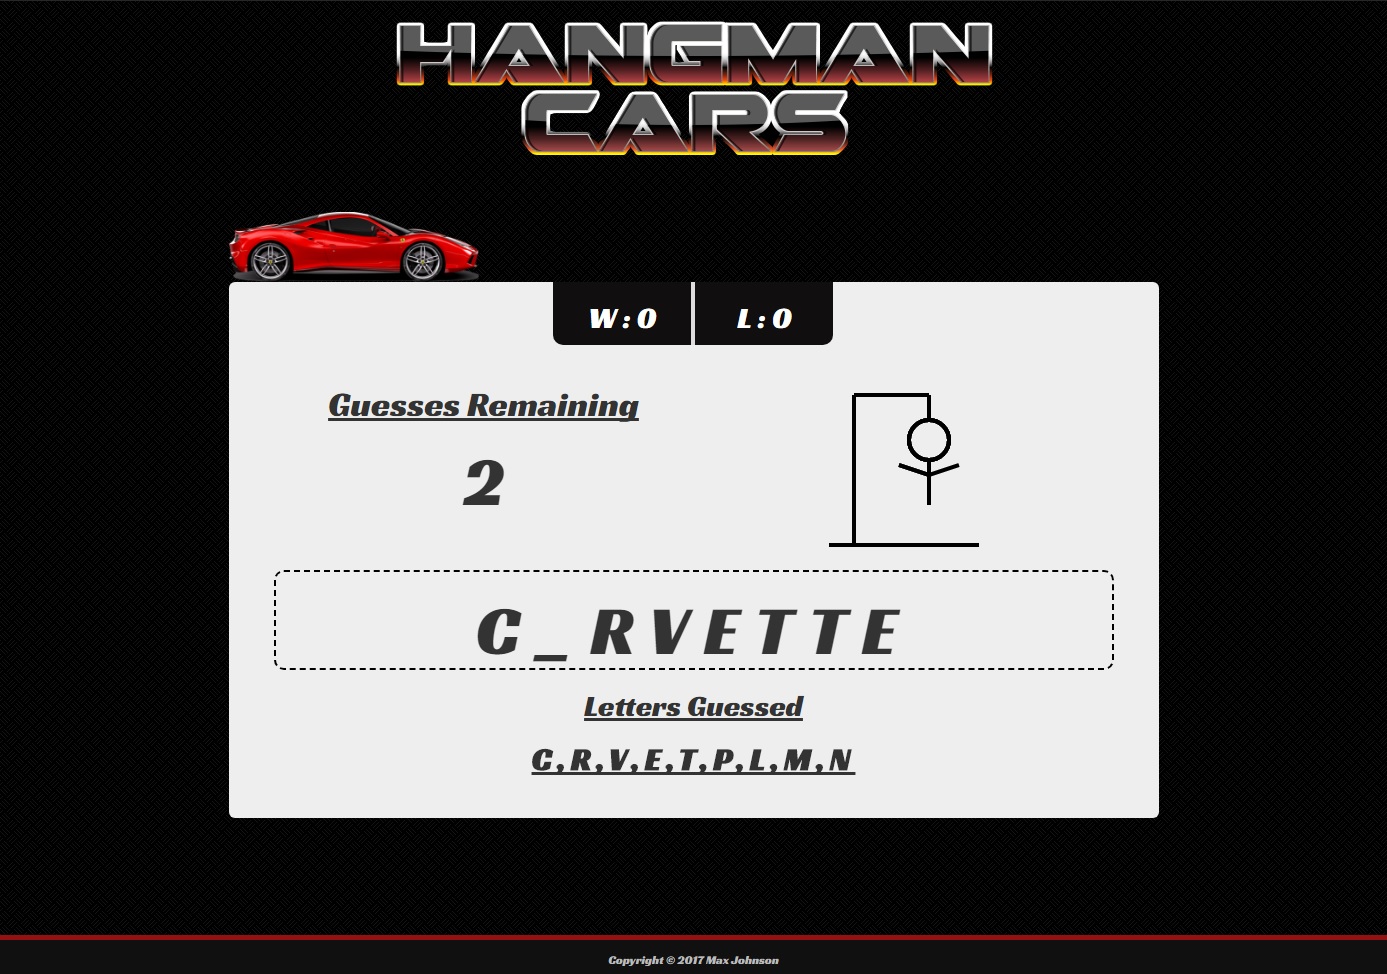 HANGMAN
CARS
W:0 L:0
Guesses Remaining
2
C_RVETTE
Letters Guessed
C,R,V,E,T,P,L,M,N
Copyright © 2017 Max Johnson